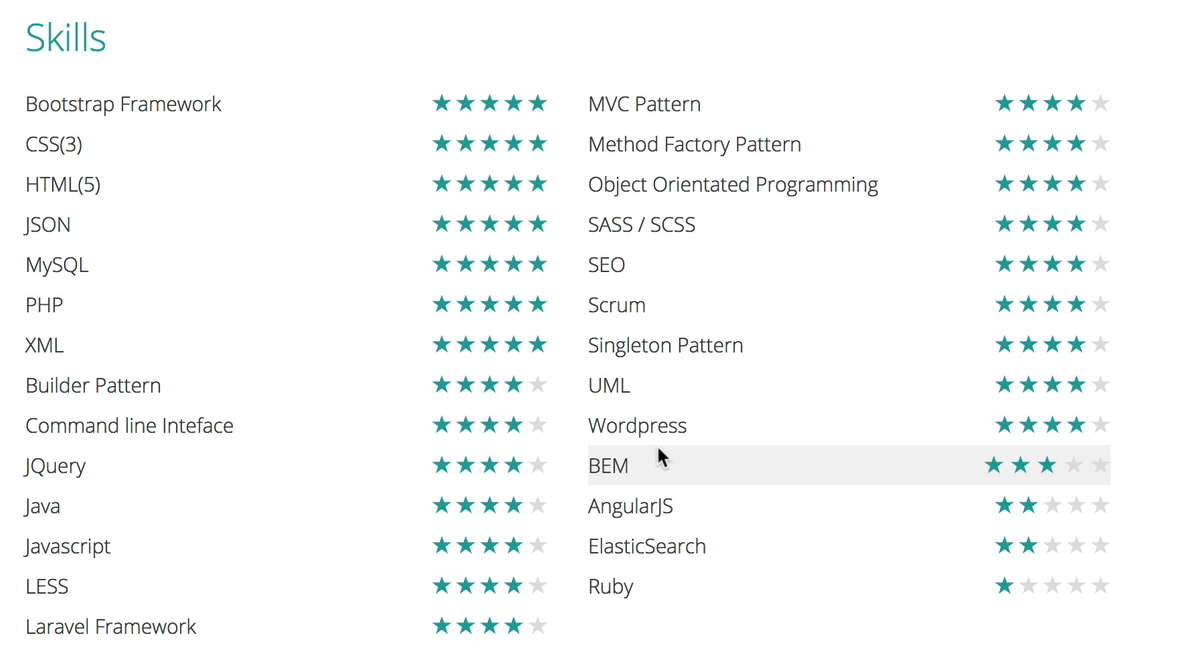 Skills
Bootstrap Framework
CSS(3)
HTML(5)
JSON
MySQL
PHP
XML
Builder Pattern
Command line Inteface
JQuery
Java
Javascript
LESS
Laravel Framework
MVC Pattern
Method Factory Pattern
Object Orientated Programming
SASS / SCSS
SEO
Scrum
Singleton Pattern
UML
Wordpress
BEM
AngularJS
ElasticSearch
Ruby